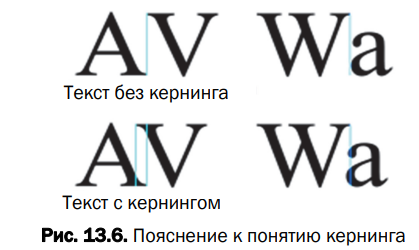 AV Wa
Текст без кернинга
AV Wa
Текст с кернингом
Рис. 13.6. Пояснение к понятию кернинга